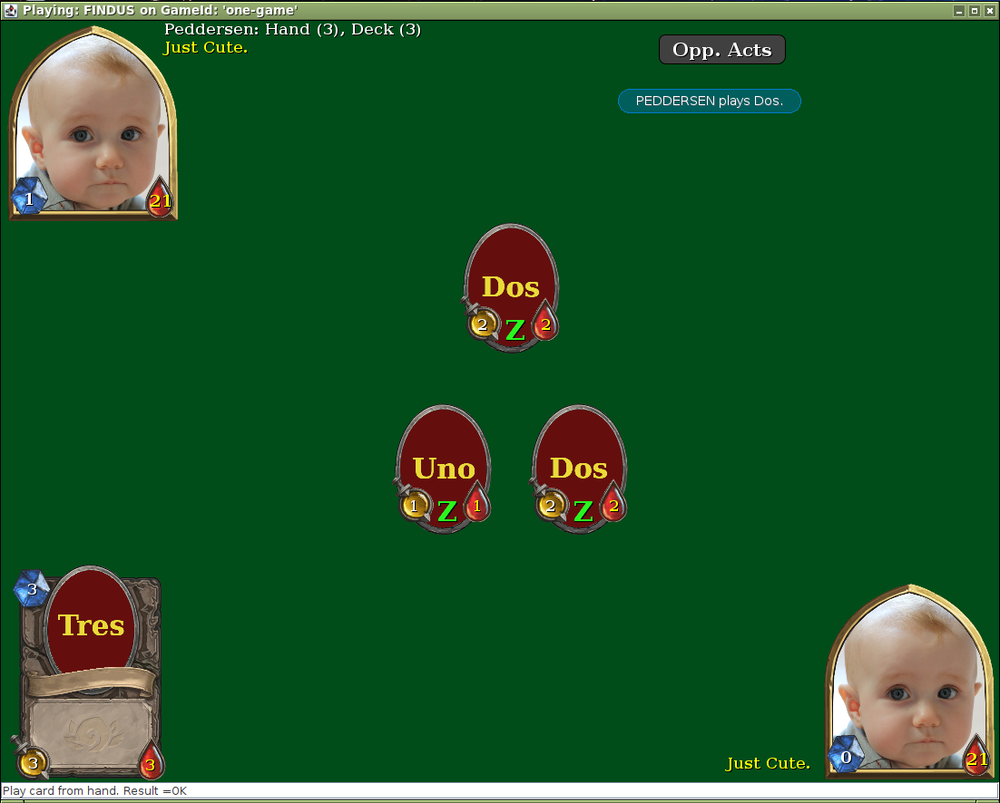 Playing: FINDUS on GameId: 'one-game'
Peddersen: Hand (3), Deck (3)
Just Cute.
Opp. Acts
PEDDERSEN plays Dos.
1
21
Dos
2 Z 2
Uno
1 Z 1
Dos
2 Z 2
3
Tres
3
3
Just Cute.
0
21
Play card from hand. Result =OK